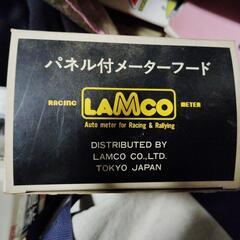 パネル付メーターフード
RACING LAMCO METER
Auto meter for Racing & Rallying
DISTRIBUTED BY
LAMCO CO.,LTD.
TOKYO JAPAN